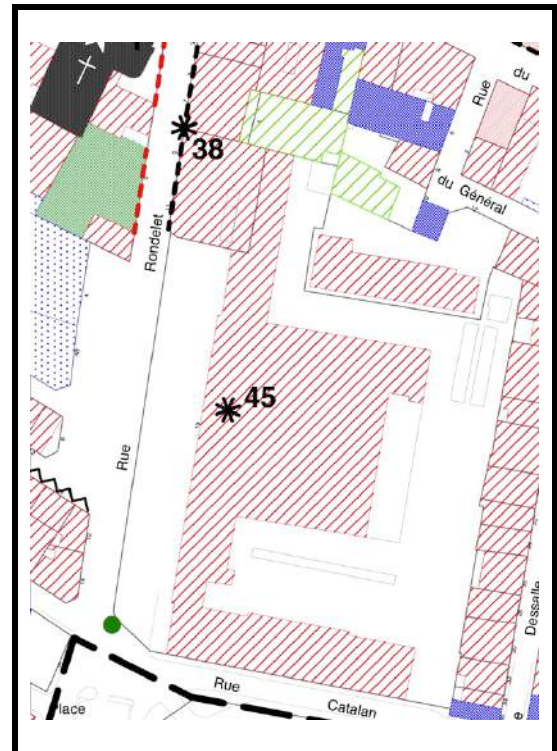 du
Rue
38
du Général
Rondelet
45
Rue
Dessalle
Rue
Catalan
lace
e